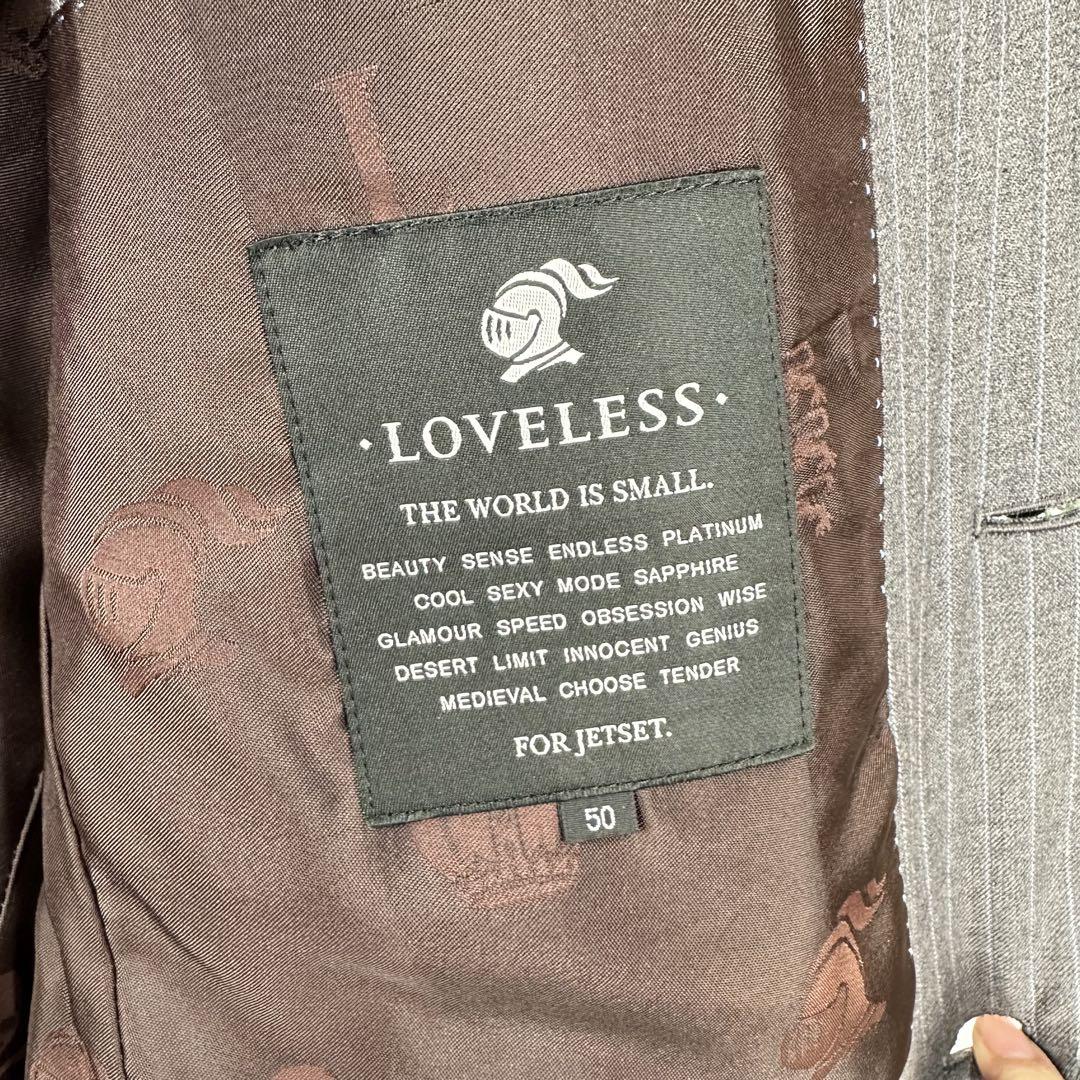 ·LOVELESS·
THE WORLD IS SMALL.
BEAUTY SENSE ENDLESS PLATINUM
COOL SEXY MODE SAPPHIRE
GLAMOUR SPEED OBSESSION WISE
DESERT LIMIT INNOCENT GENIUS
MEDIEVAL CHOOSE TENDER
FOR JETSET.
50